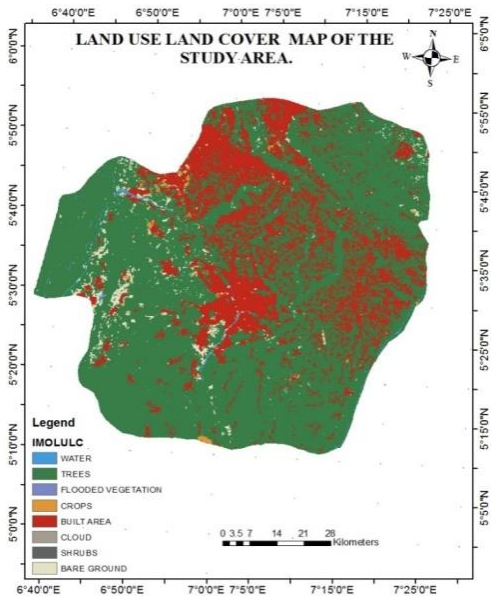 6°40'0"E 6°50'0"E 7°0'0"E 7°5'0"E 7°15'0"E 7°25'0"E
LAND USE LAND COVER MAP OF THE
STUDY AREA.
N
W E
S
6°0'0"N
5°50'0"N
5°40'0"N
5°30'0"N
5°20'0"N
5°10'0"N
5°0'0"N
6°5'0"N
5°55'0"N
5°45'0"N
5°35'0"N
5°25'0"N
5°15'0"N
5°5'0"N
Legend
IMOLULC
WATER
TREES
FLOODED VEGETATION
CROPS
BUILT AREA
CLOUD
SHRUBS
BARE GROUND
0 3.5 7 14 21 28
Kilometers
6°40'0"E 6°50'0"E 7°0'0"E 7°5'0"E 7°15'0"E 7°25'0"E